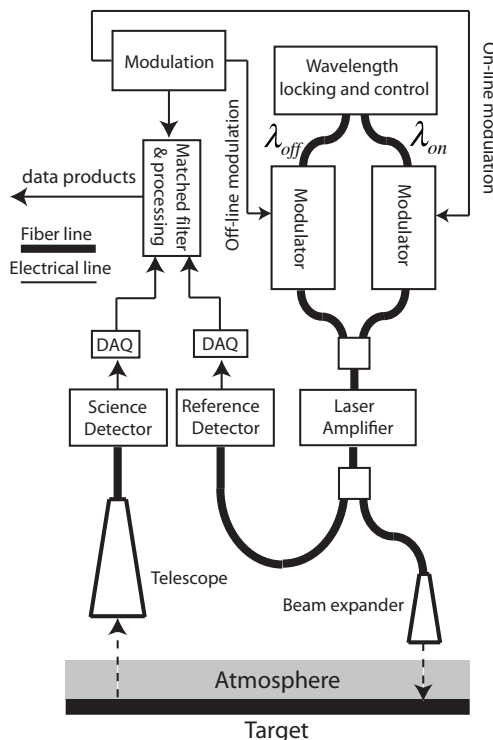 Modulation
Wavelength
locking and control
On-line modulation
Off-line modulation
λoff
λon
Matched filter
& processing
data products
Modulator
Modulator
Fiber line
Electrical line
DAQ
DAQ
Science
Detector
Reference
Detector
Laser
Amplifier
Telescope
Beam expander
Atmosphere
Target